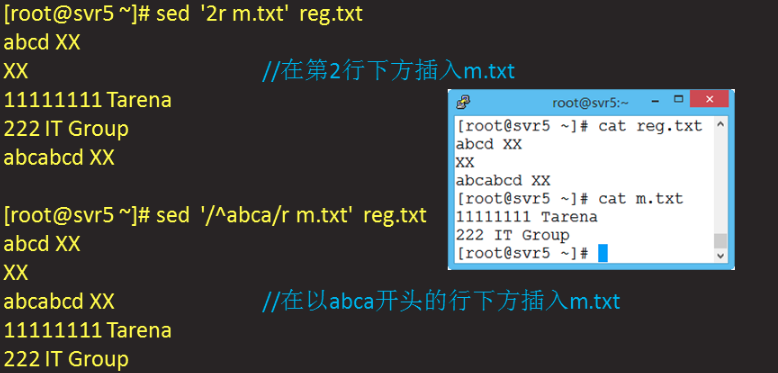 [root@svr5 ~]# sed '2r m.txt' reg.txt
abcd XX
XX //在第2行下方插入m.txt
11111111 Tarena
222 IT Group
abcabcd XX
[root@svr5 ~]# sed '/^abca/r m.txt' reg.txt
abcd XX
XX
abcabcd XX //在以abca开头的行下方插入m.txt
11111111 Tarena
222 IT Group
root@svr5:~
[root@svr5 ~]# cat reg.txt
abcd XX
XX
abcabcd XX
[root@svr5 ~]# cat m.txt
11111111 Tarena
222 IT Group
[root@svr5 ~]#